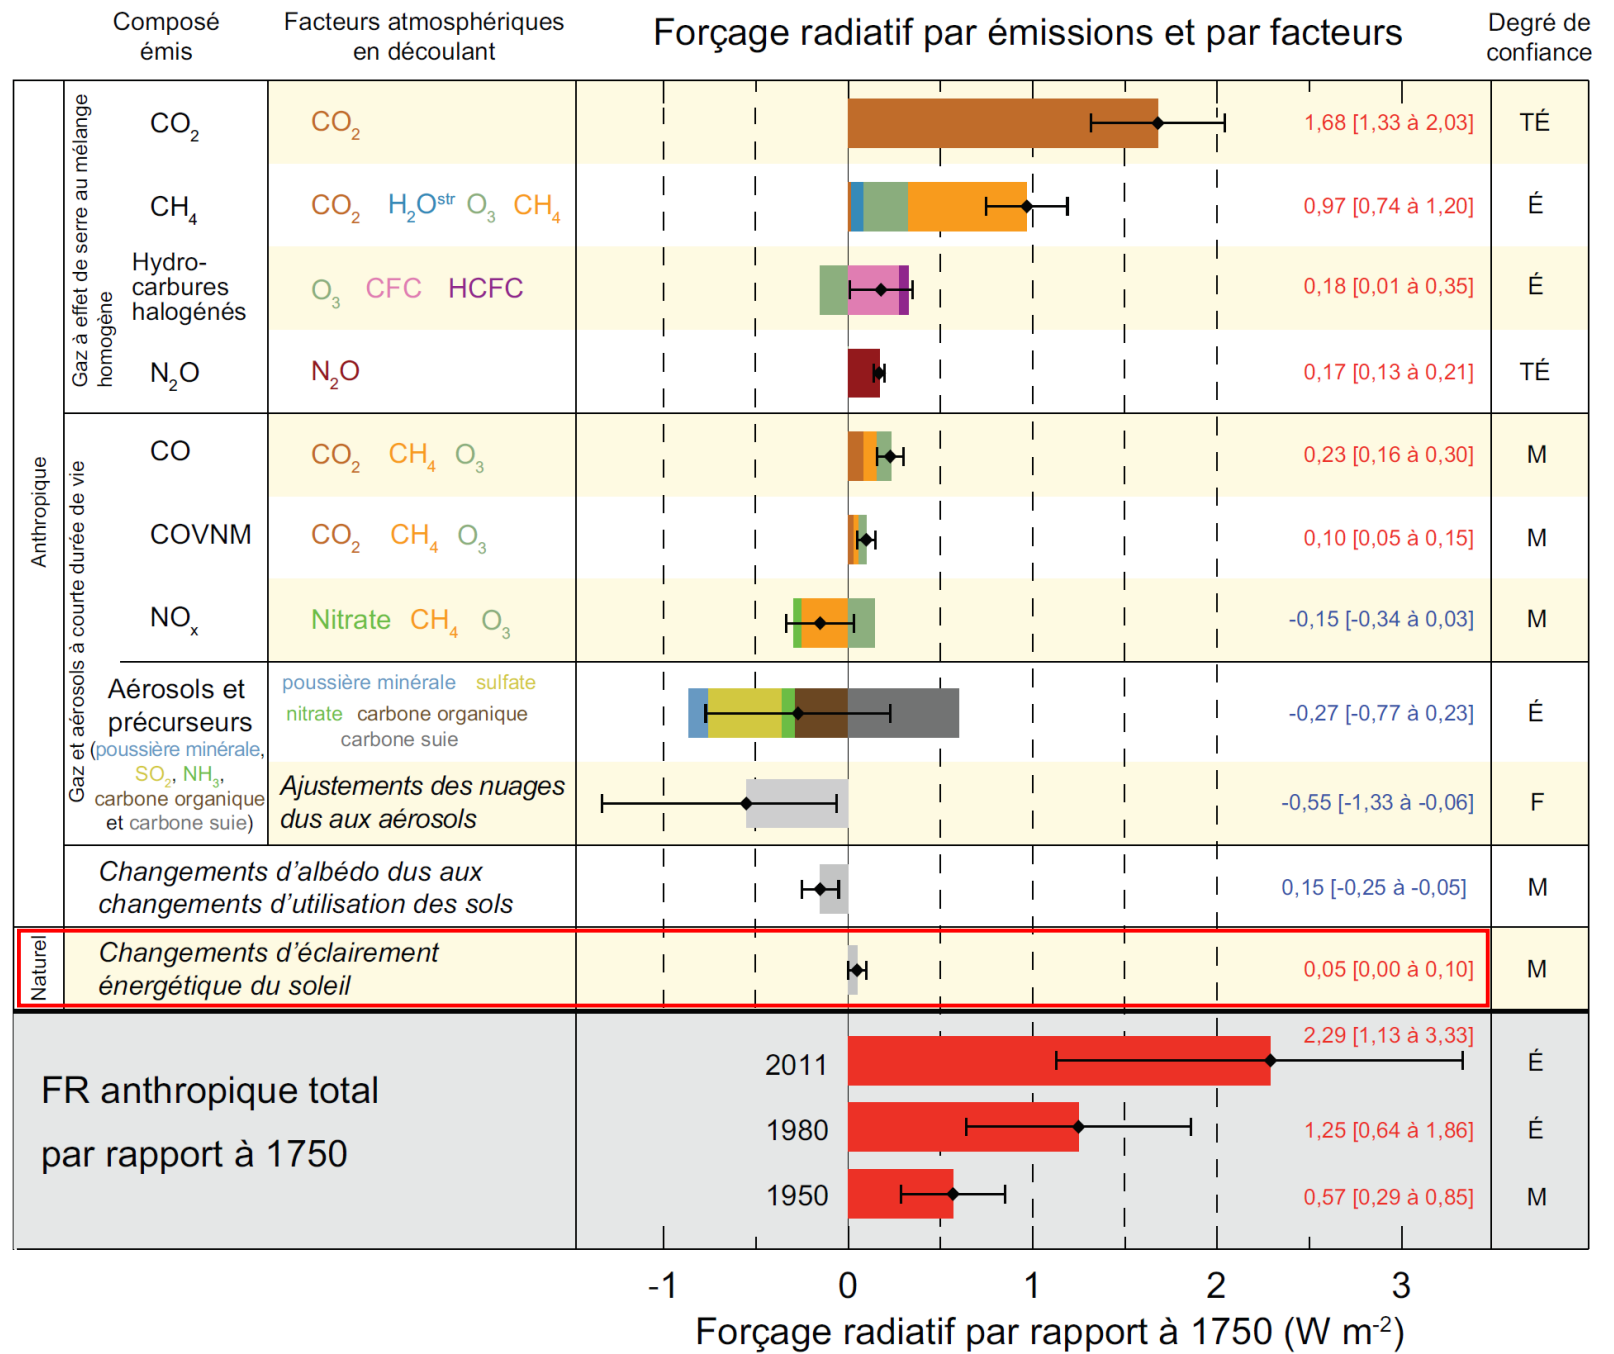 Composé
émis
Facteurs atmosphériques
en découlant
Forçage radiatif par émissions et par facteurs
Degré de
confiance
Anthropique
Gaz à effet de serre au mélange
homogène
CO2
CO2
1,68 [1,33 à 2,03]
TÉ
CH4
CO2 H2Ostr O3 CH4
0,97 [0,74 à 1,20]
É
Hydro-
carbures
halogénés
O3 CFC HCFC
0,18 [0,01 à 0,35]
É
N2O
N2O
0,17 [0,13 à 0,21]
TÉ
Gaz et aérosols à courte durée de vie
CO
CO2 CH4 O3
0,23 [0,16 à 0,30]
M
COVNM
CO2 CH4 O3
0,10 [0,05 à 0,15]
M
NOx
Nitrate CH4 O3
-0,15 [-0,34 à 0,03]
M
Aérosols et
précurseurs
(poussière minérale,
SO2, NH3,
carbone organique
et carbone suie)
poussière minérale sulfate
nitrate carbone organique
carbone suie
-0,27 [-0,77 à 0,23]
É
Ajustements des nuages
dus aux aérosols
-0,55 [-1,33 à -0,06]
F
Changements d’albédo dus aux
changements d’utilisation des sols
0,15 [-0,25 à -0,05]
M
Naturel
Changements d’éclairement
énergétique du soleil
0,05 [0,00 à 0,10]
M
FR anthropique total
par rapport à 1750
2011
2,29 [1,13 à 3,33]
É
1980
1,25 [0,64 à 1,86]
É
1950
0,57 [0,29 à 0,85]
M
-1 0 1 2 3
Forçage radiatif par rapport à 1750 (W m-2)